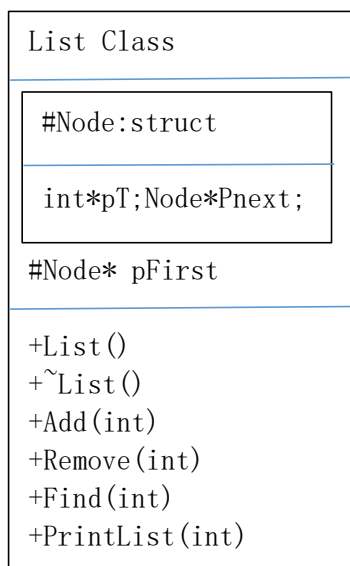 List Class
#Node:struct
int*pT;Node*Pnext;
#Node* pFirst
+List()
+~List()
+Add(int)
+Remove(int)
+Find(int)
+PrintList(int)